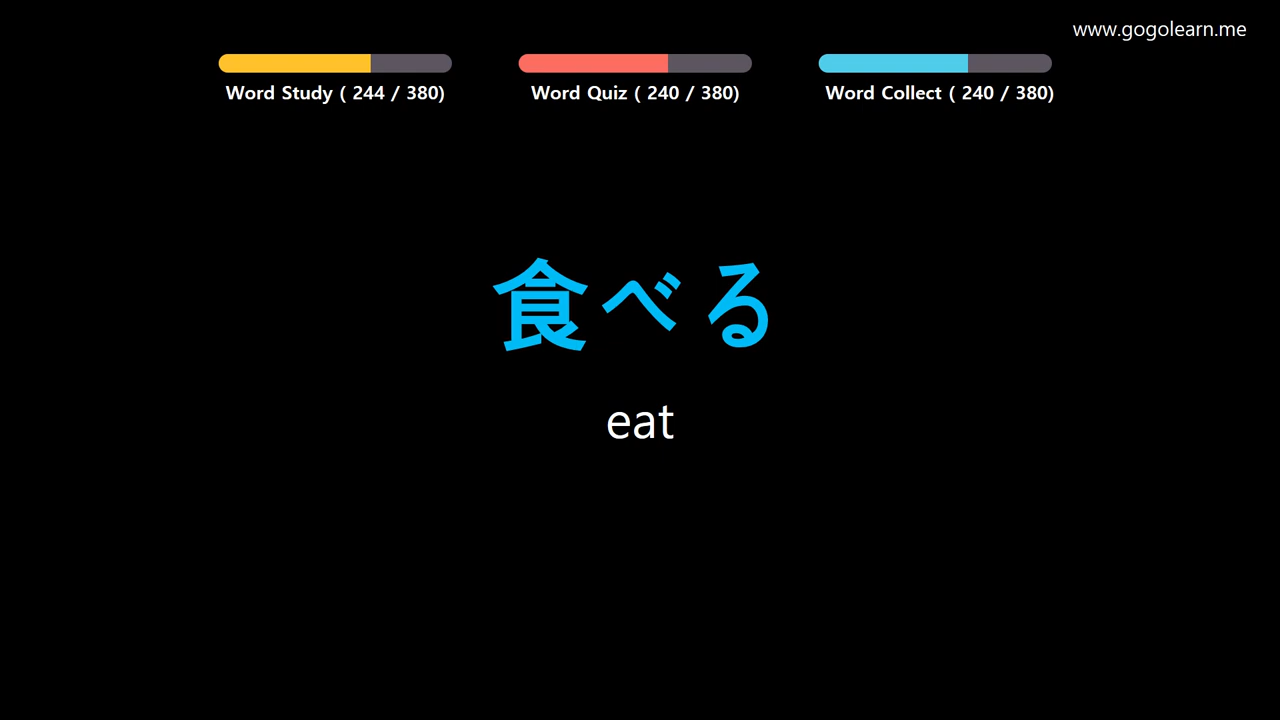 www.gogolearn.me
Word Study ( 244 / 380)
Word Quiz ( 240 / 380)
Word Collect ( 240 / 380)
食べる
eat